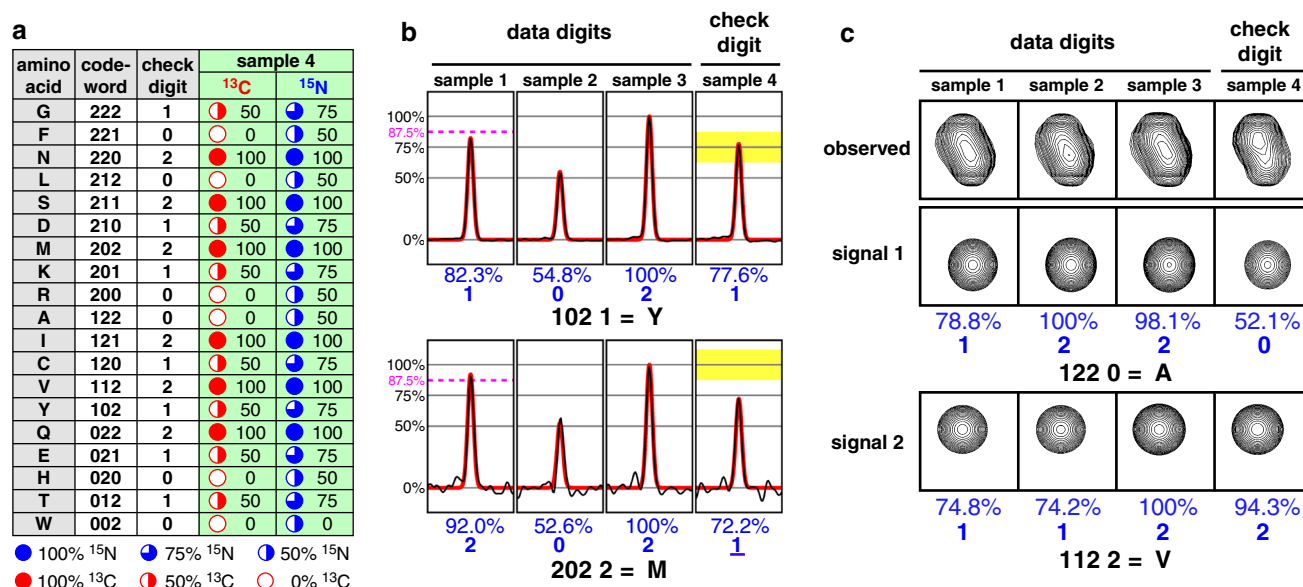 a
amino acid code-word check digit sample 4
¹³C ¹⁵N
G 222 1 50 75
F 221 0 0 50
N 220 2 100 100
L 212 0 0 50
S 211 2 100 100
D 210 1 50 75
M 202 2 100 100
K 201 1 50 75
R 200 0 0 50
A 122 0 0 50
I 121 2 100 100
C 120 1 50 75
V 112 2 100 100
Y 102 1 50 75
Q 022 2 100 100
E 021 1 50 75
H 020 0 0 50
T 012 1 50 75
W 002 0 0 0
100% ¹⁵N 75% ¹⁵N 50% ¹⁵N
100% ¹³C 50% ¹³C 0% ¹³C
b
data digits check digit
sample 1 sample 2 sample 3 sample 4
100%
87.5%
75%
50%
0%
82.3% 54.8% 100% 77.6%
1 0 2 1
102 1 = Y
100%
87.5%
75%
50%
0%
92.0% 52.6% 100% 72.2%
2 0 2 1
202 2 = M
c
data digits check digit
sample 1 sample 2 sample 3 sample 4
observed
signal 1
78.8% 100% 98.1% 52.1%
1 2 2 0
122 0 = A
signal 2
74.8% 74.2% 100% 94.3%
1 1 2 2
112 2 = V